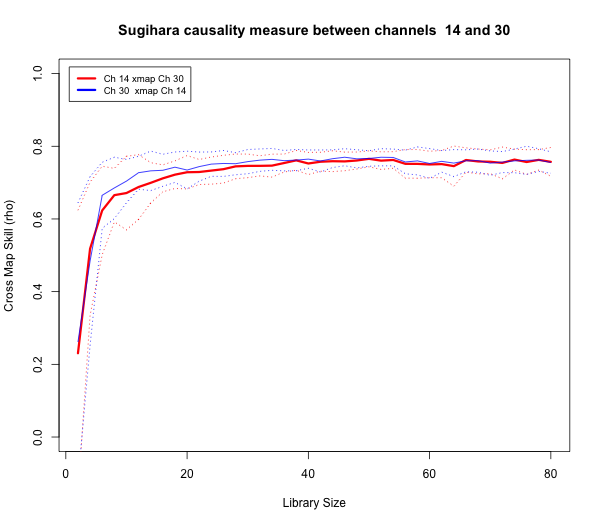 Sugihara causality measure between channels  14 and 30
Ch 14 xmap Ch 30
Ch 30  xmap Ch 14
Cross Map Skill (rho)
1.0
0.8
0.6
0.4
0.2
0.0
0 20 40 60 80
Library Size